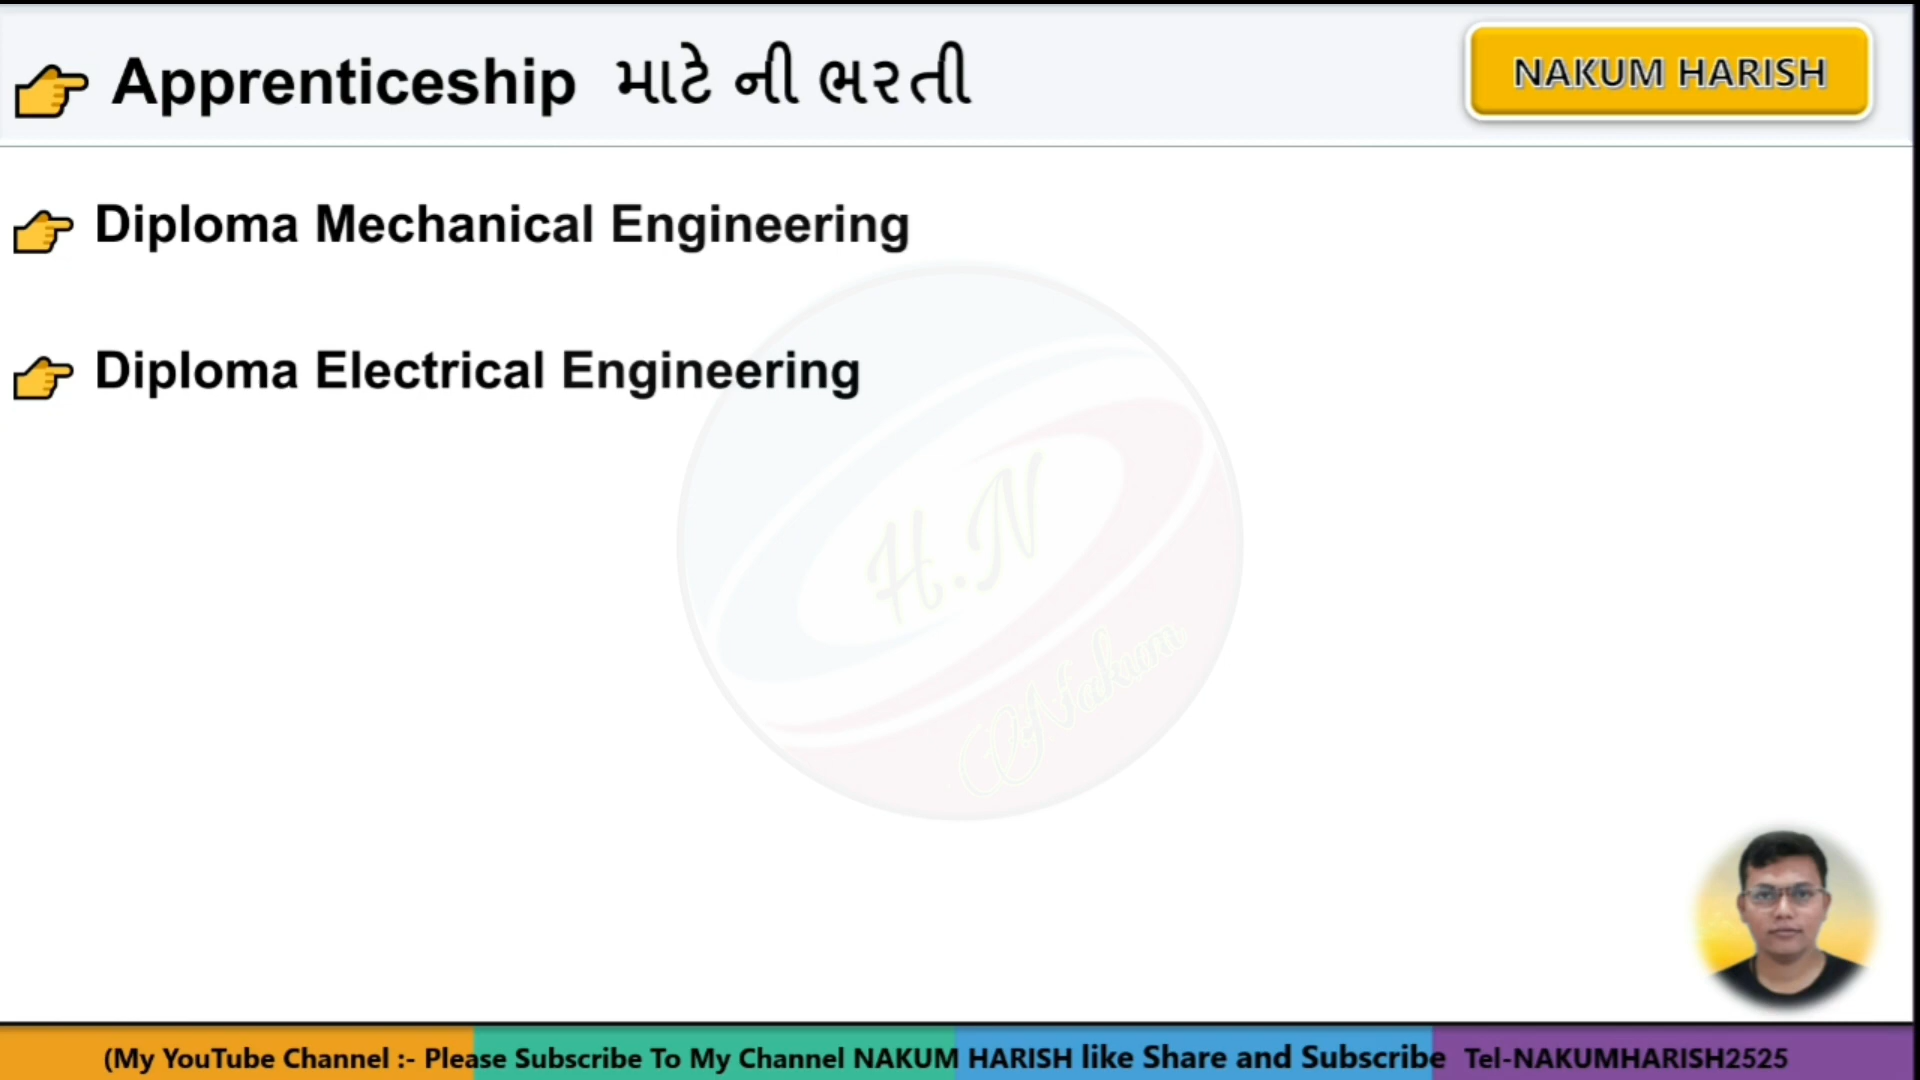 Apprenticeship માટે ની ભરતી
NAKUM HARISH
Diploma Mechanical Engineering
Diploma Electrical Engineering
H.N
Nakum
(My YouTube Channel :- Please Subscribe To My Channel NAKUM HARISH like Share and Subscribe Tel-NAKUMHARISH2525